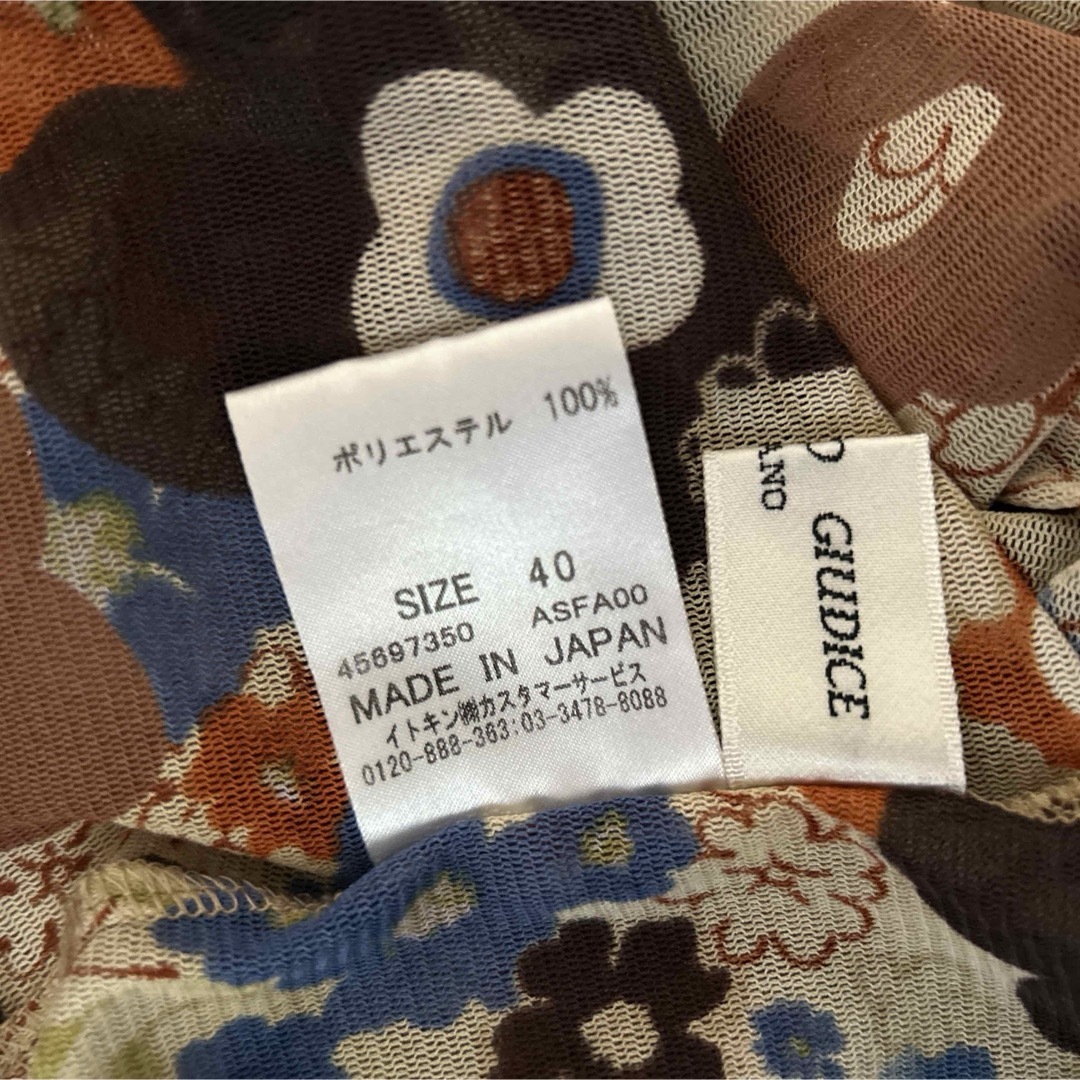 ポリエステル 100%
SIZE 40
45697350 ASFA00
MADE IN JAPAN
イトキン㈱カスタマーサービス
0120-888-363:03-3478-8088
GIUDICE